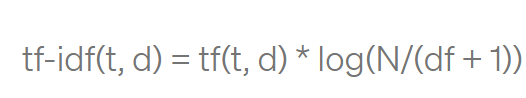 tf-idf(t, d) = tf(t, d) * log(N/(df + 1))